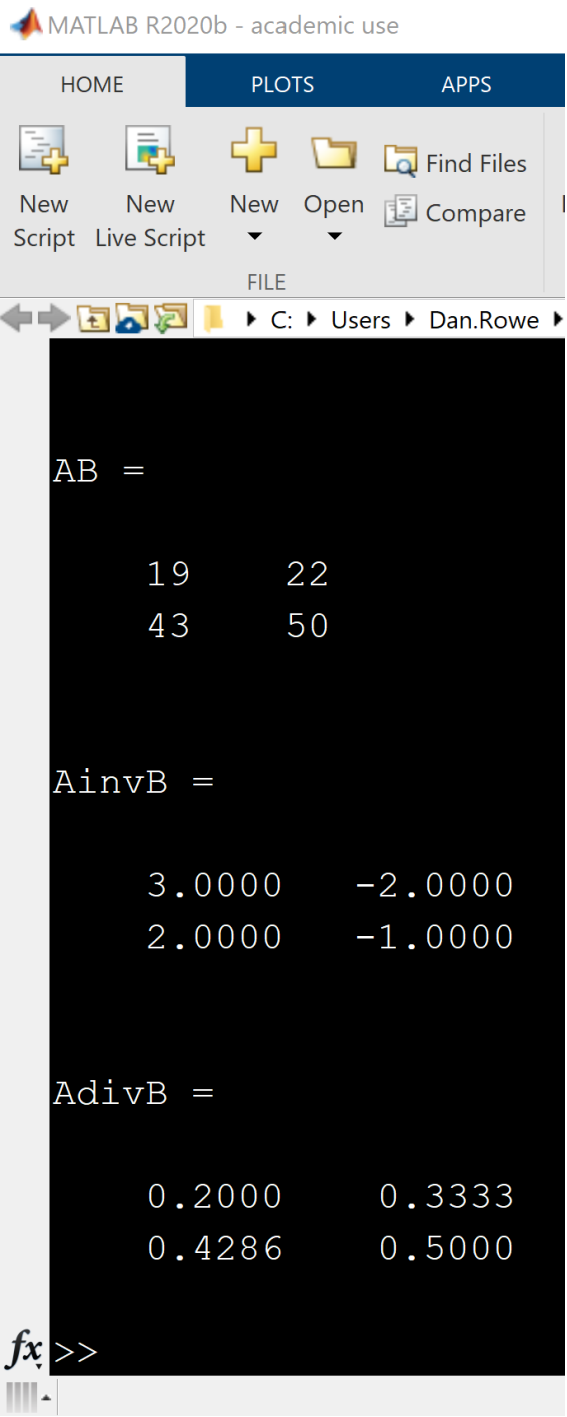 MATLAB R2020b - academic use
HOME PLOTS APPS
New Script
New Live Script
New
Open
Find Files
Compare
FILE
C: Users Dan.Rowe
AB =
19 22
43 50
AinvB =
3.0000 -2.0000
2.0000 -1.0000
AdivB =
0.2000 0.3333
0.4286 0.5000
fx >>